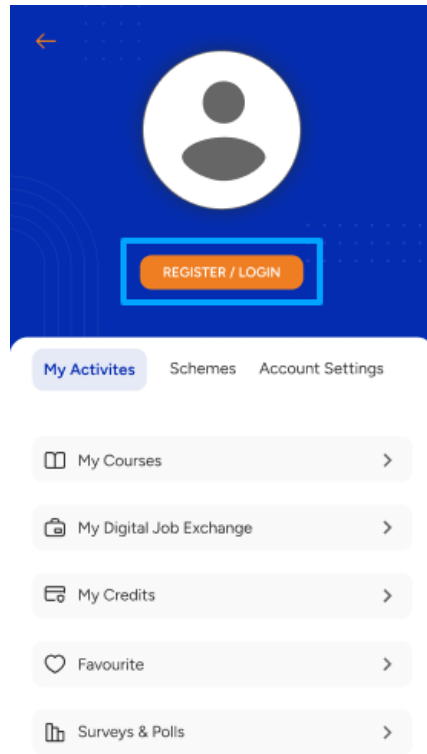 REGISTER / LOGIN
My Activites Schemes Account Settings
My Courses
My Digital Job Exchange
My Credits
Favourite
Surveys & Polls